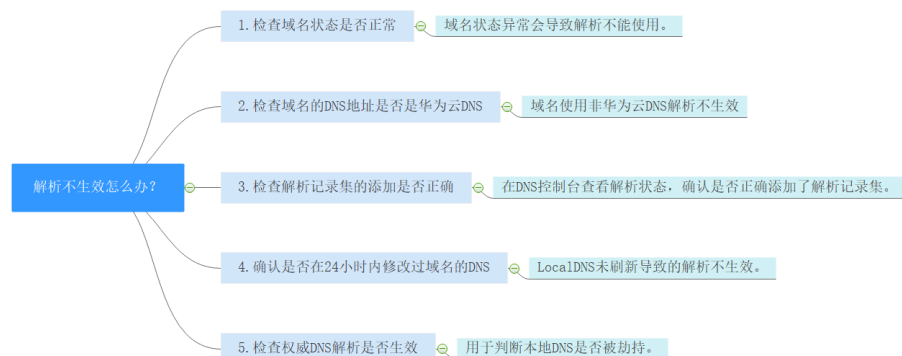 1.检查域名状态是否正常
域名状态异常会导致解析不能使用。
2.检查域名的DNS地址是否是华为云DNS
域名使用非华为云DNS解析不生效
解析不生效怎么办？
3.检查解析记录集的添加是否正确
在DNS控制台查看解析状态，确认是否正确添加了解析记录集。
4.确认是否在24小时内修改过域名的DNS
LocalDNS未刷新导致的解析不生效。
5.检查权威DNS解析是否生效
用于判断本地DNS是否被劫持。